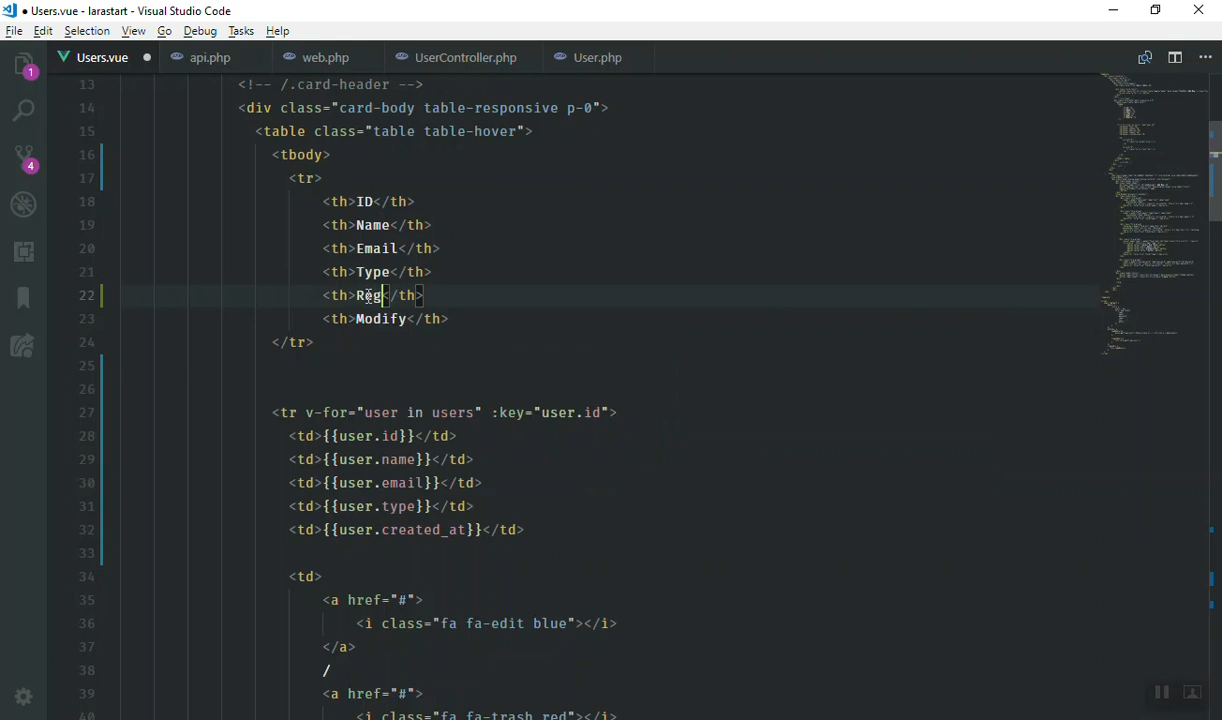 ● Users.vue - larastart - Visual Studio Code
File Edit Selection View Go Debug Tasks Help
Users.vue ● api.php web.php UserController.php User.php
1
4
13 <!-- /.card-header -->
14 <div class="card-body table-responsive p-0">
15 <table class="table table-hover">
16 <tbody>
17 <tr>
18 <th>ID</th>
19 <th>Name</th>
20 <th>Email</th>
21 <th>Type</th>
22 <th>Reg</th>
23 <th>Modify</th>
24 </tr>
25
26
27 <tr v-for="user in users" :key="user.id">
28 <td>{{user.id}}</td>
29 <td>{{user.name}}</td>
30 <td>{{user.email}}</td>
31 <td>{{user.type}}</td>
32 <td>{{user.created_at}}</td>
33
34 <td>
35 <a href="#">
36 <i class="fa fa-edit blue"></i>
37 </a>
38 /
39 <a href="#">
40 <i class="fa fa-trash red"></i>